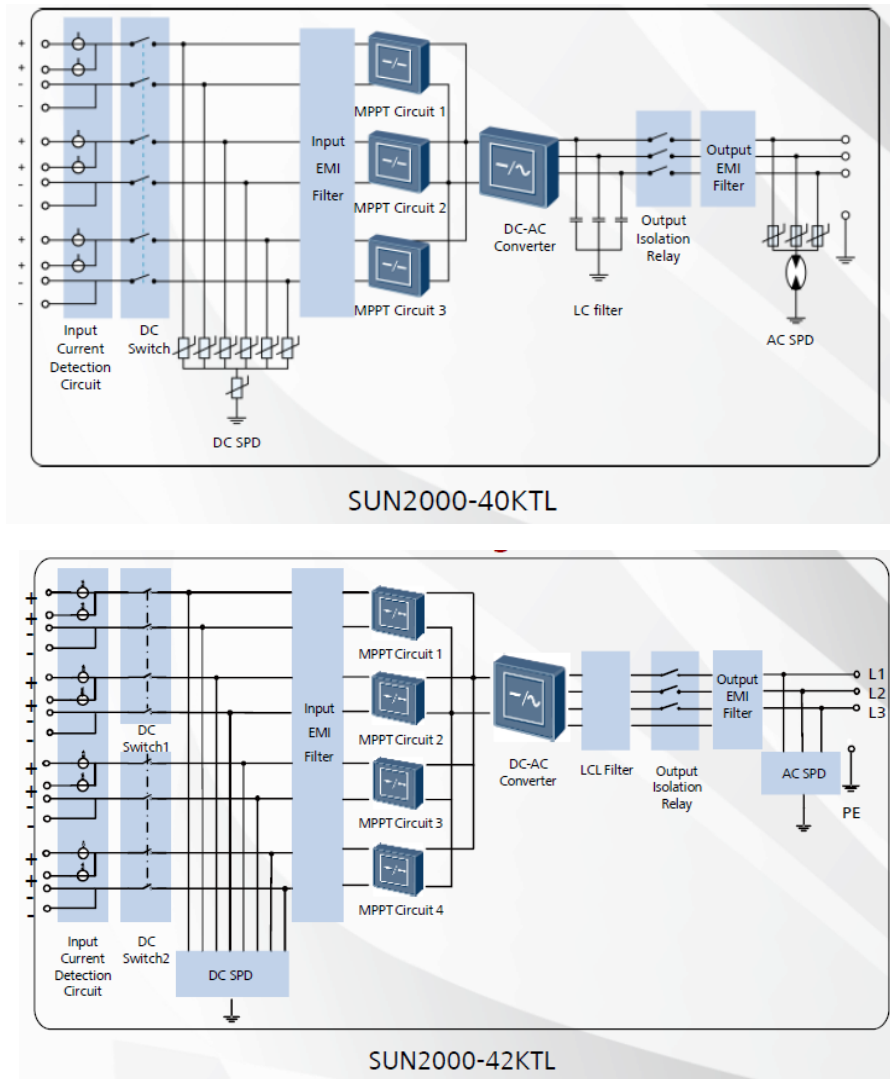 +
+
-
-
+
+
-
-
+
+
-
-
Input
Current
Detection
Circuit
DC
Switch
DC SPD
Input
EMI
Filter
MPPT Circuit 1
MPPT Circuit 2
MPPT Circuit 3
DC-AC
Converter
LC filter
Output
Isolation
Relay
Output
EMI
Filter
AC SPD
SUN2000-40KTL
+
+
-
-
+
+
-
-
+
+
-
-
+
+
-
-
Input
Current
Detection
Circuit
DC
Switch1
DC
Switch2
DC SPD
Input
EMI
Filter
MPPT Circuit 1
MPPT Circuit 2
MPPT Circuit 3
MPPT Circuit 4
DC-AC
Converter
LCL Filter
Output
Isolation
Relay
Output
EMI
Filter
AC SPD
L1
L2
L3
PE
SUN2000-42KTL